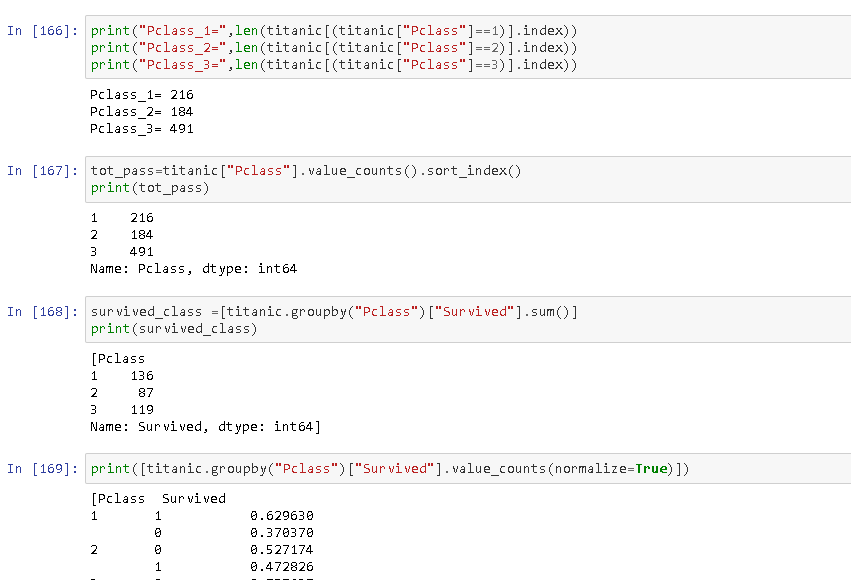 In [166]: print("Pclass_1=",len(titanic[(titanic["Pclass"]==1)].index))
print("Pclass_2=",len(titanic[(titanic["Pclass"]==2)].index))
print("Pclass_3=",len(titanic[(titanic["Pclass"]==3)].index))
Pclass_1= 216
Pclass_2= 184
Pclass_3= 491
In [167]: tot_pass=titanic["Pclass"].value_counts().sort_index()
print(tot_pass)
1    216
2    184
3    491
Name: Pclass, dtype: int64
In [168]: survived_class =[titanic.groupby("Pclass")["Survived"].sum()]
print(survived_class)
[Pclass
1    136
2     87
3    119
Name: Survived, dtype: int64]
In [169]: print([titanic.groupby("Pclass")["Survived"].value_counts(normalize=True)])
[Pclass  Survived
1       1           0.629630
        0           0.370370
2       0           0.527174
        1           0.472826